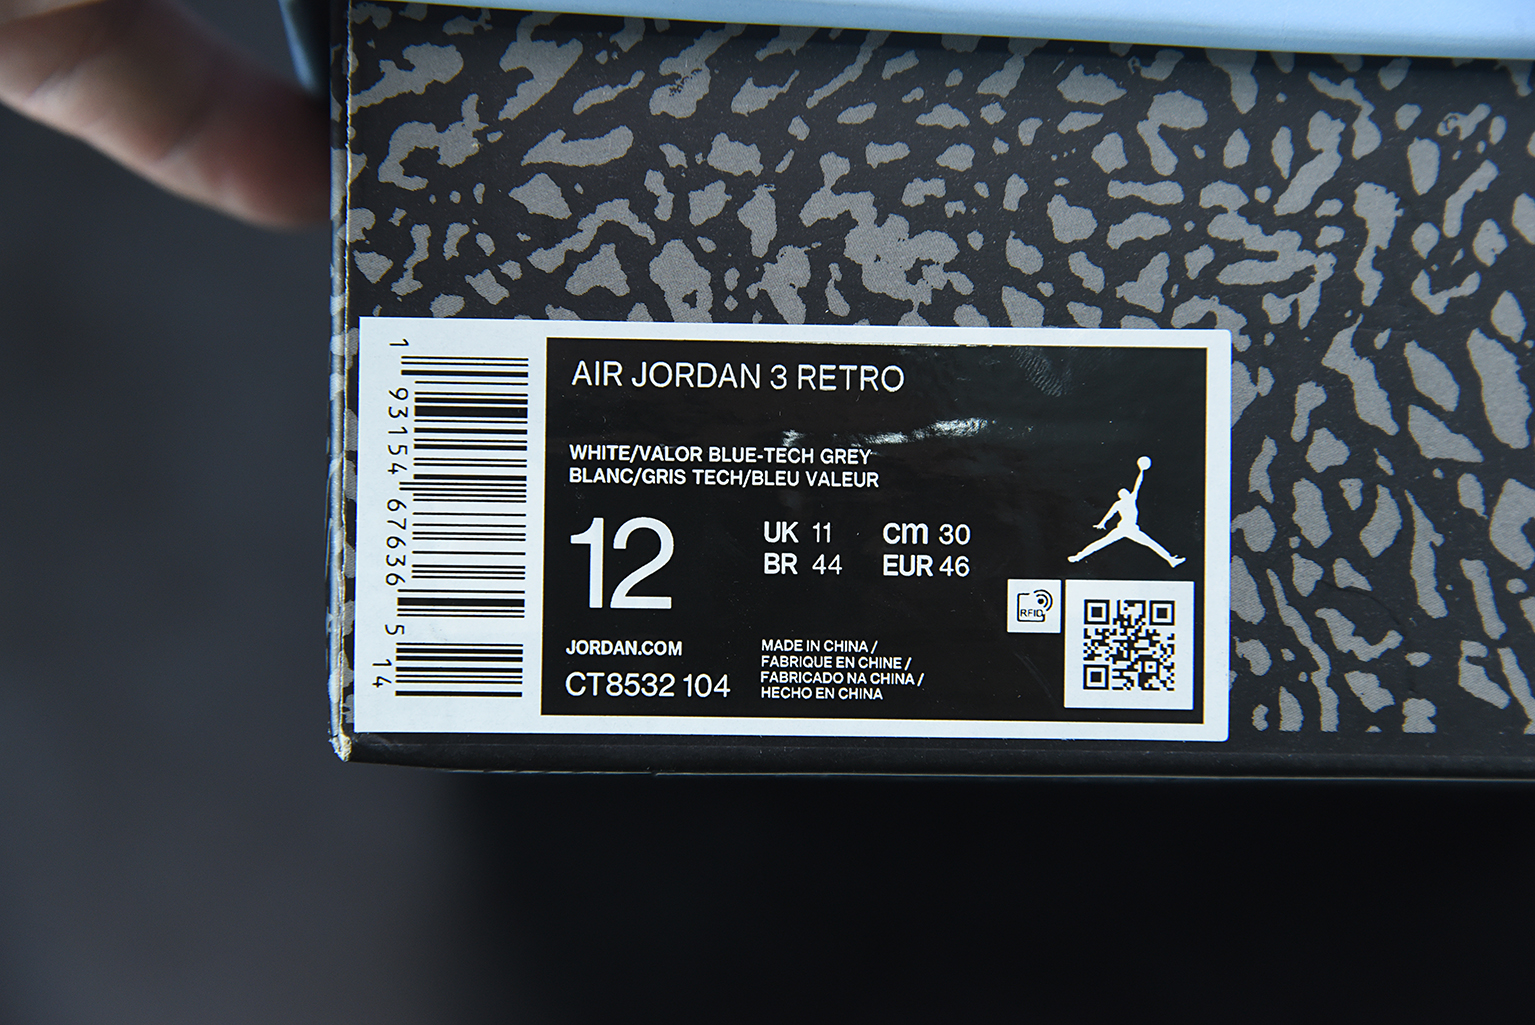 AIR JORDAN 3 RETRO
WHITE/VALOR BLUE-TECH GREY
BLANC/GRIS TECH/BLEU VALEUR
12
UK 11
cm 30
BR 44
EUR 46
RFID
JORDAN.COM
CT8532 104
MADE IN CHINA /
FABRIQUE EN CHINE /
FABRICADO NA CHINA /
HECHO EN CHINA
1 93154 67636 5 14